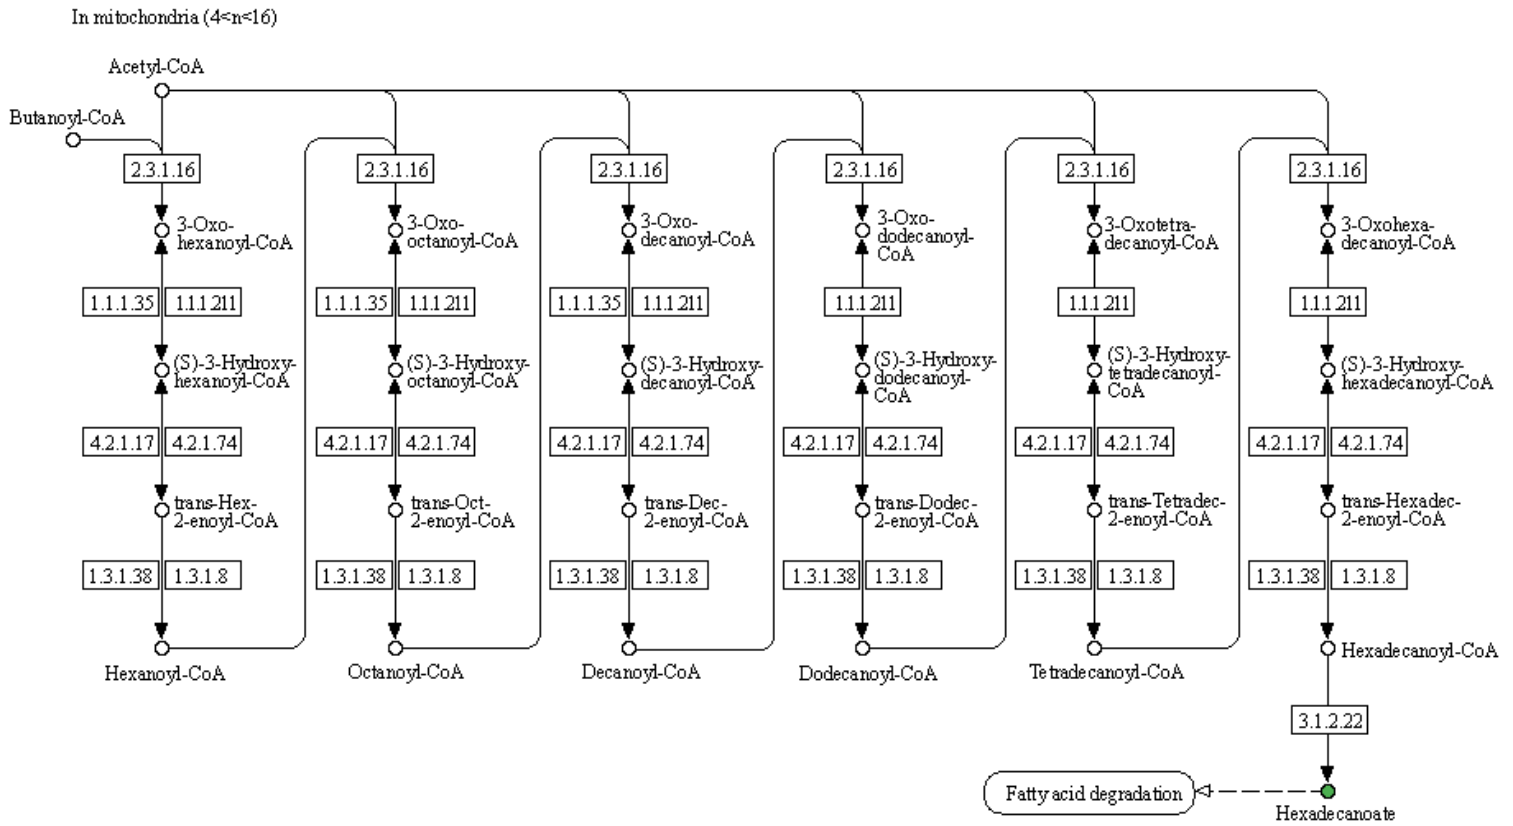 In mitochondria (4<n<16)
Acetyl-CoA
Butanoyl-CoA
2.3.1.16
2.3.1.16
2.3.1.16
2.3.1.16
2.3.1.16
2.3.1.16
3-Oxo-
hexanoyl-CoA
3-Oxo-
octanoyl-CoA
3-Oxo-
decanoyl-CoA
3-Oxo-
dodecanoyl-
CoA
3-Oxotetra-
decanoyl-CoA
3-Oxohexa-
decanoyl-CoA
1.1.1.35
1.1.1.211
1.1.1.35
1.1.1.211
1.1.1.35
1.1.1.211
1.1.1.211
1.1.1.211
1.1.1.211
(S)-3-Hydroxy-
hexanoyl-CoA
(S)-3-Hydroxy-
octanoyl-CoA
(S)-3-Hydroxy-
decanoyl-CoA
(S)-3-Hydroxy-
dodecanoyl-
CoA
(S)-3-Hydroxy-
tetradecanoyl-
CoA
(S)-3-Hydroxy-
hexadecanoyl-CoA
4.2.1.17
4.2.1.74
4.2.1.17
4.2.1.74
4.2.1.17
4.2.1.74
4.2.1.17
4.2.1.74
4.2.1.17
4.2.1.74
4.2.1.17
4.2.1.74
trans-Hex-
2-enoyl-CoA
trans-Oct-
2-enoyl-CoA
trans-Dec-
2-enoyl-CoA
trans-Dodec-
2-enoyl-CoA
trans-Tetradec-
2-enoyl-CoA
trans-Hexadec-
2-enoyl-CoA
1.3.1.38
1.3.1.8
1.3.1.38
1.3.1.8
1.3.1.38
1.3.1.8
1.3.1.38
1.3.1.8
1.3.1.38
1.3.1.8
1.3.1.38
1.3.1.8
Hexanoyl-CoA
Octanoyl-CoA
Decanoyl-CoA
Dodecanoyl-CoA
Tetradecanoyl-CoA
Hexadecanoyl-CoA
3.1.2.22
Fatty acid degradation
Hexadecanoate